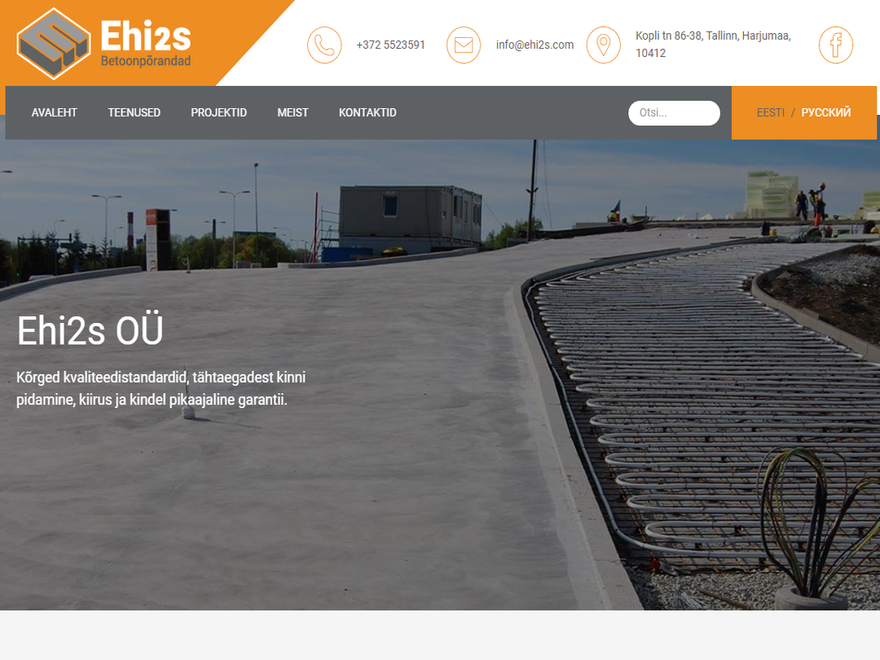 Ehi2s
Betoonpõrandad
+372 5523591
info@ehi2s.com
Kopli tn 86-38, Tallinn, Harjumaa,
10412
AVALEHT TEENUSED PROJEKTID MEIST KONTAKTID
Otsi...
EESTI / РУССКИЙ
Ehi2s OÜ
Kõrged kvaliteedistandardid, tähtaegadest kinni
pidamine, kiirus ja kindel pikaajaline garantii.